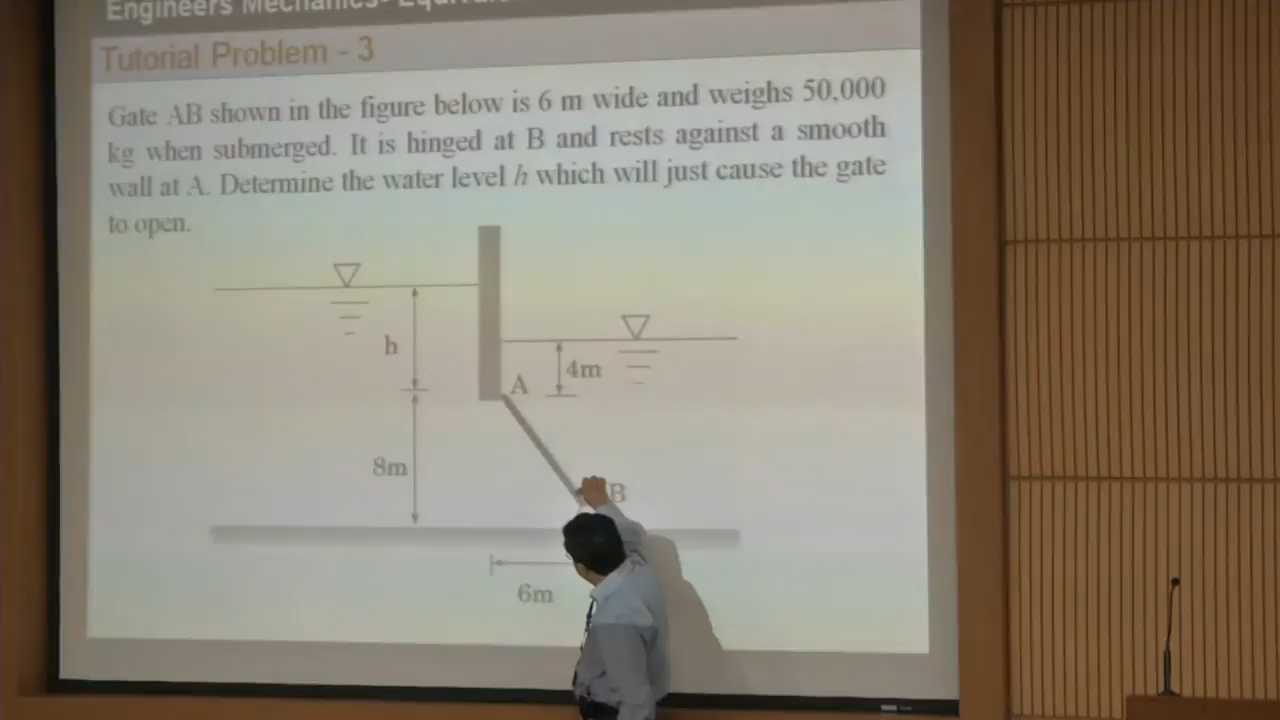 Engineers Mechanics-
Tutorial Problem - 3
Gate AB shown in the figure below is 6 m wide and weighs 50,000
kg when submerged. It is hinged at B and rests against a smooth
wall at A. Determine the water level h which will just cause the gate
to open.
h
4m
A
8m
B
6m